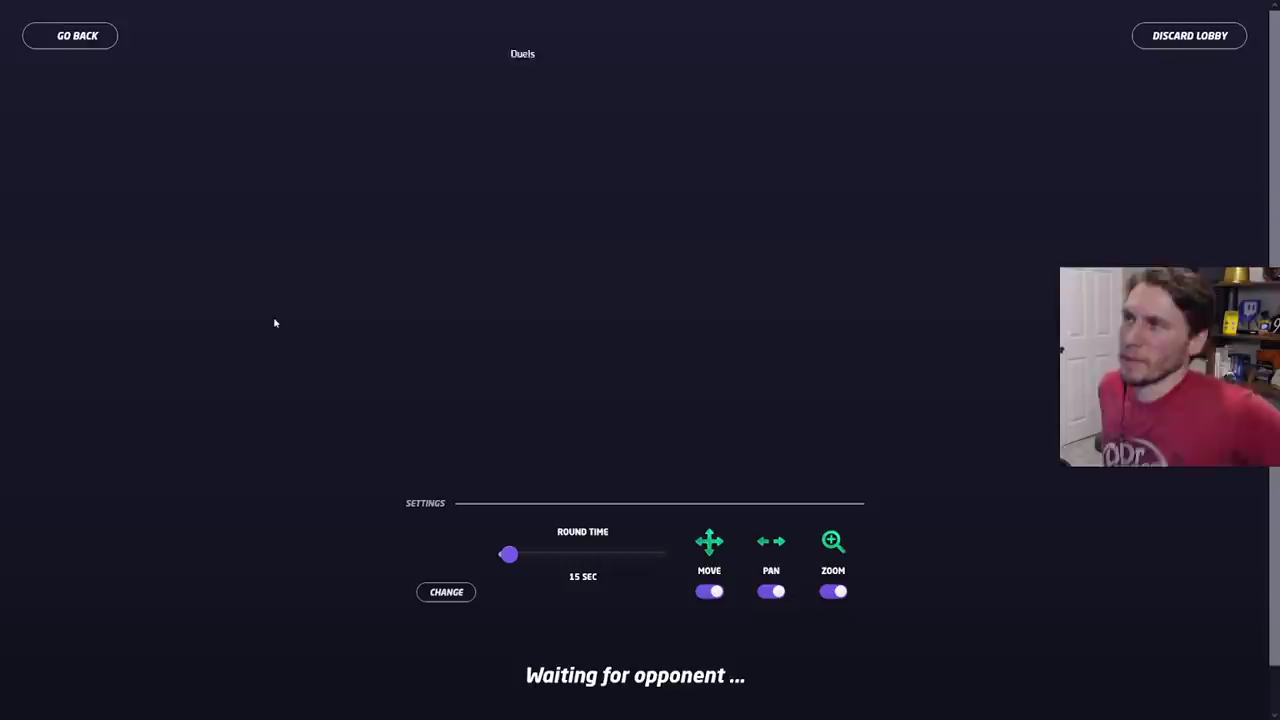 GO BACK
DISCARD LOBBY
Duels
SETTINGS
ROUND TIME
15 SEC
CHANGE
MOVE
PAN
ZOOM
Waiting for opponent ...